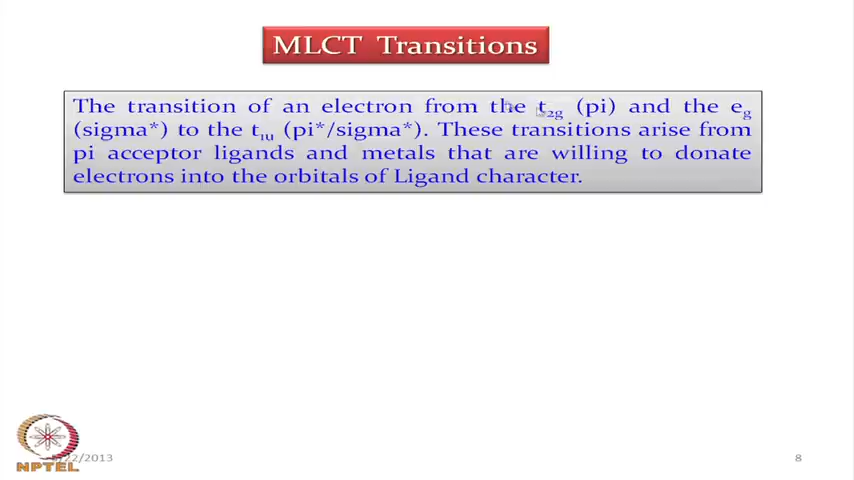 MLCT Transitions
The transition of an electron from the t2g (pi) and the eg
(sigma*) to the t1u (pi*/sigma*). These transitions arise from
pi acceptor ligands and metals that are willing to donate
electrons into the orbitals of Ligand character.
/22/2013
8
NPTEL